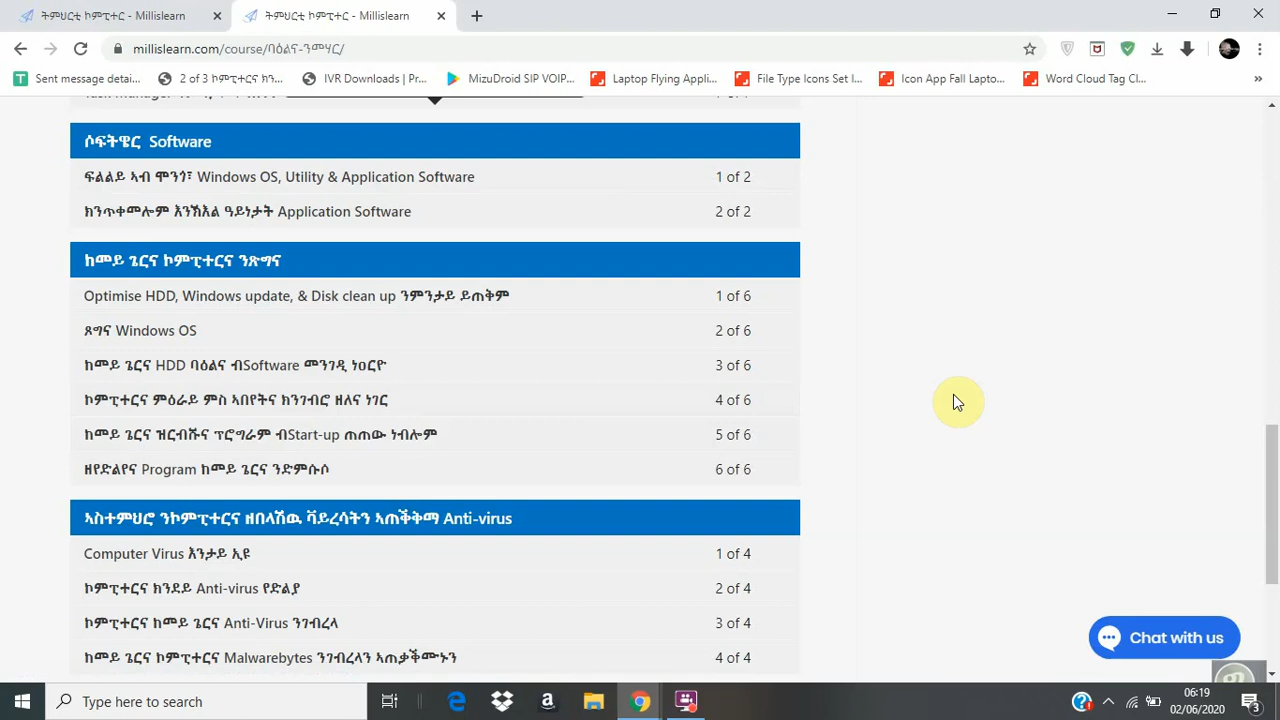 ትምህርቲ ኮምፒተር - Millislearn
ትምህርቲ ኮምፒተር - Millislearn
millislearn.com/course/በዕልና-ንመሃር/
Sent message detai...
2 of 3 ኮምፒተርና ክን...
IVR Downloads | Pr...
MizuDroid SIP VOIP...
Laptop Flying Appli...
File Type Icons Set I...
Icon App Fall Lapto...
Word Cloud Tag Cl...
ሶፍትዌር Software
ፍልልይ ኣብ ሞንጎ፣ Windows OS, Utility & Application Software 1 of 2
ክንጥቀመሎም እንኽእል ዓይነታት Application Software 2 of 2
ከመይ ጌርና ኮምፒተርና ንጽግና
Optimise HDD, Windows update, & Disk clean up ንምንታይ ይጠቅም 1 of 6
ጸግና Windows OS 2 of 6
ከመይ ጌርና HDD ባዕልና ብSoftware መንገዲ ነዐርዮ 3 of 6
ኮምፒተርና ምዕራይ ምስ ኣበየትና ክንገብሮ ዘለና ነገር 4 of 6
ከመይ ጌርና ዝርብሹና ፕሮግራም ብStart-up ጠጠው ነብሎም 5 of 6
ዘየድልየና Program ከመይ ጌርና ንድምሱሶ 6 of 6
ኣስተምህሮ ንኮምፒተርና ዘበላሽዉ ቫይረሳትን ኣጠቕቅማ Anti-virus
Computer Virus እንታይ ኢዩ 1 of 4
ኮምፒተርና ክንደይ Anti-virus የድልያ 2 of 4
ኮምፒተርና ከመይ ጌርና Anti-Virus ንገብረላ 3 of 4
ከመይ ጌርና ኮምፒተርና Malwarebytes ንገብረላን ኣጠቃቅሙኡን 4 of 4
Chat with us
Type here to search
06:19
02/06/2020
3